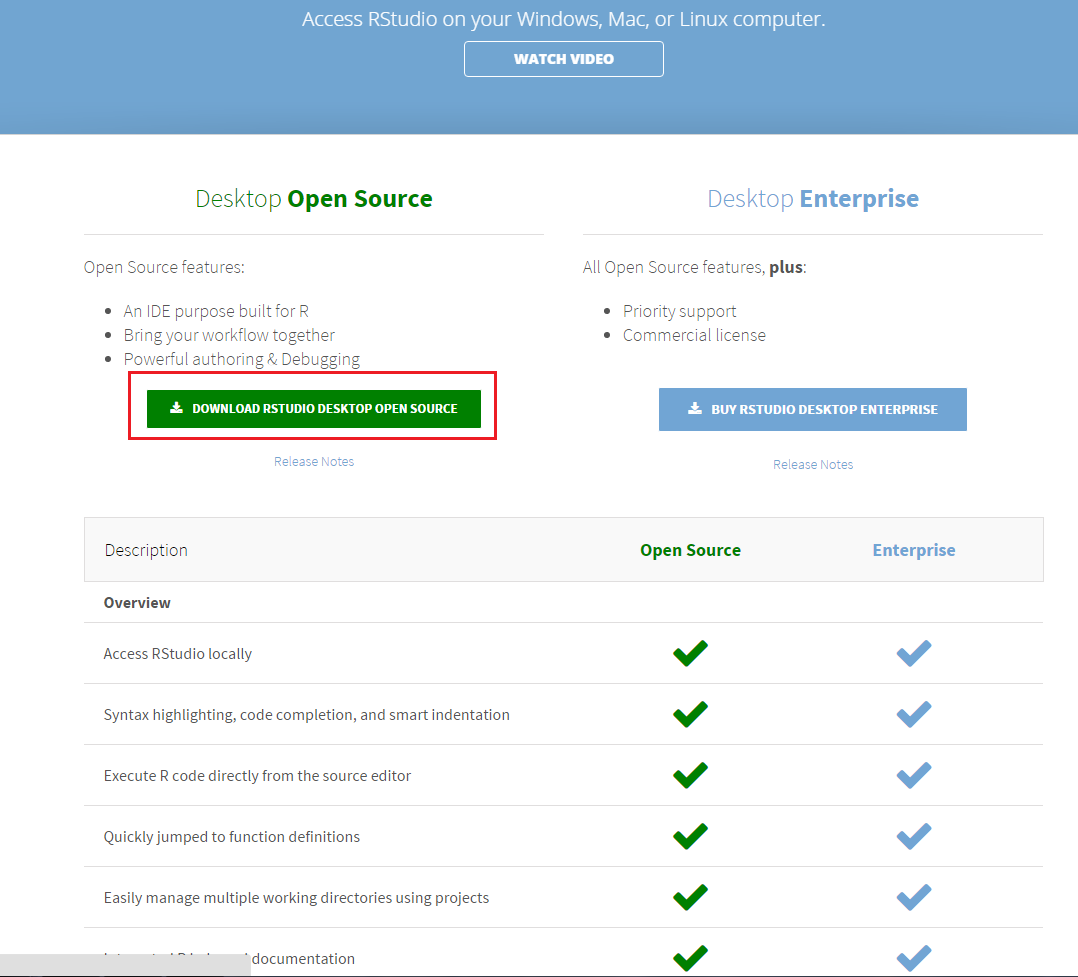 Access RStudio on your Windows, Mac, or Linux computer.
WATCH VIDEO
Desktop Open Source
Open Source features:
An IDE purpose built for R
Bring your workflow together
Powerful authoring & Debugging
DOWNLOAD RSTUDIO DESKTOP OPEN SOURCE
Release Notes
Desktop Enterprise
All Open Source features, plus:
Priority support
Commercial license
BUY RSTUDIO DESKTOP ENTERPRISE
Release Notes
Description Open Source Enterprise
Overview
Access RStudio locally
Syntax highlighting, code completion, and smart indentation
Execute R code directly from the source editor
Quickly jumped to function definitions
Easily manage multiple working directories using projects
documentation